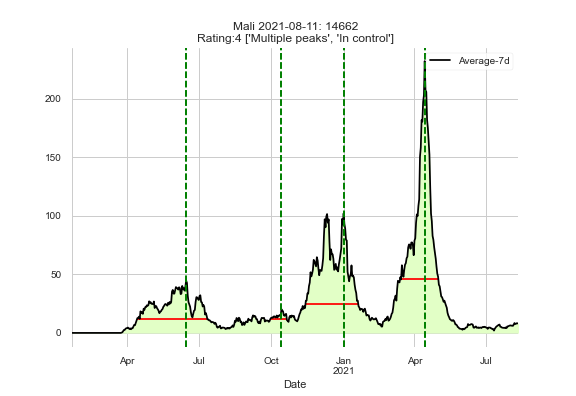 Mali 2021-08-11: 14662
Rating:4 ['Multiple peaks', 'In control']
Average-7d
200
150
100
50
0
Apr
Jul
Oct
Jan
2021
Apr
Jul
Date